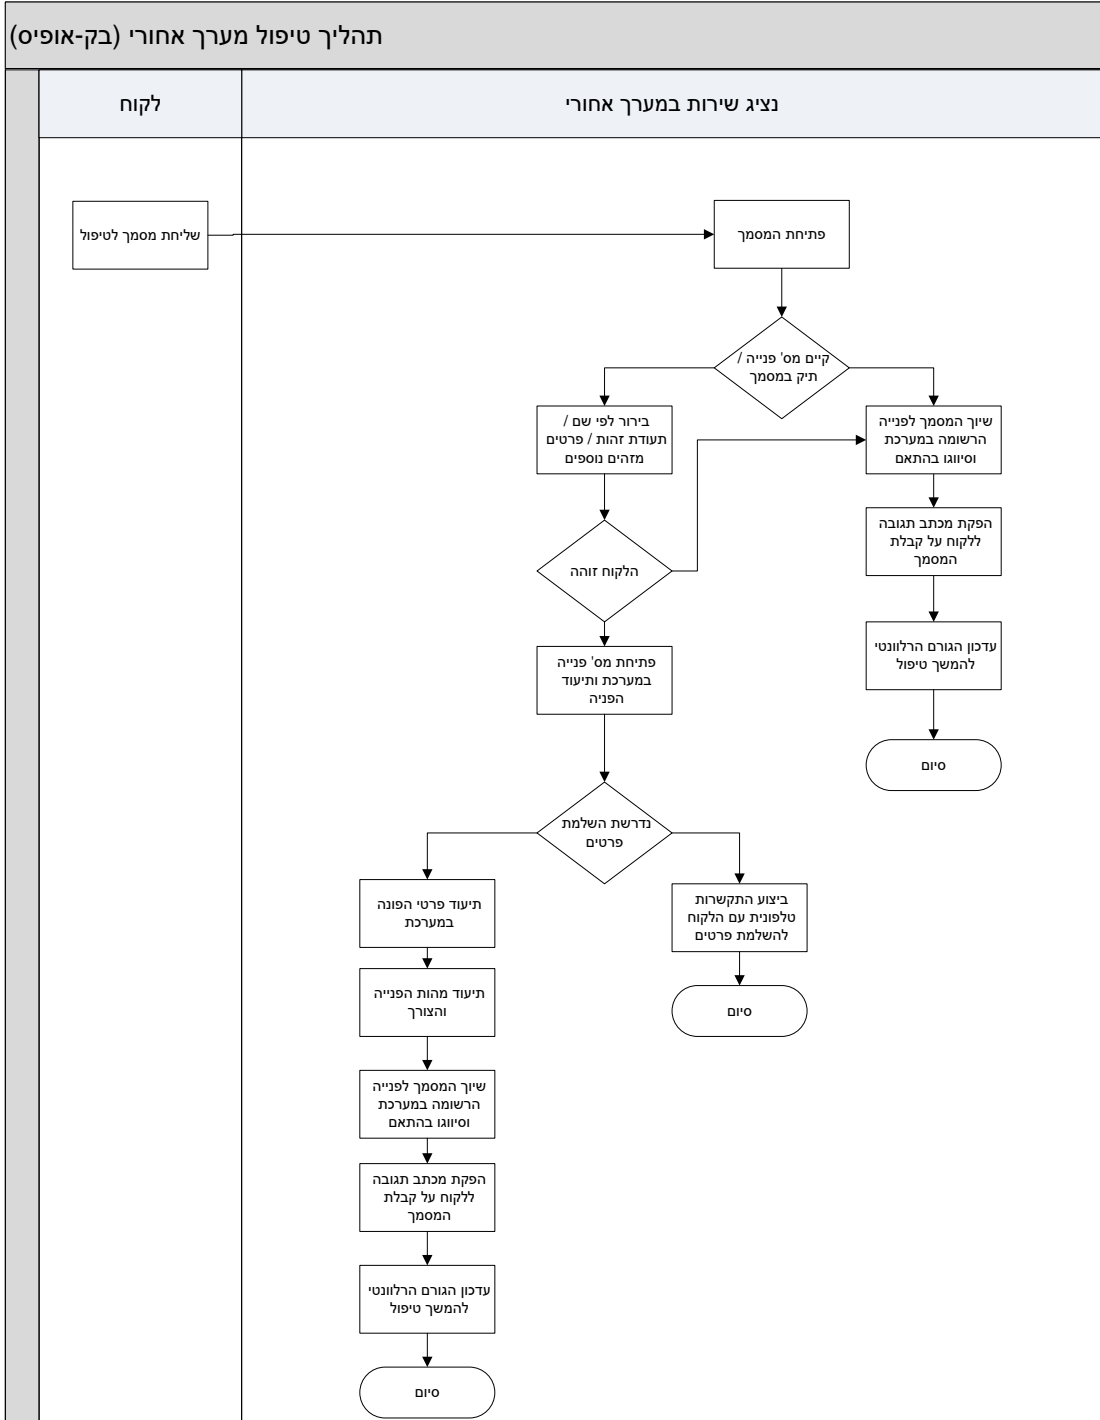 תהליך טיפול מערך אחורי (בק-אופיס)
לקוח
נציג שירות במערך אחורי
שליחת מסמך לטיפול
פתיחת המסמך
קיים מס' פנייה /
תיק במסמך
בירור לפי שם /
תעודת זהות / פרטים
מזהים נוספים
שיוך המסמך לפנייה
הרשומה במערכת
וסיווגו בהתאם
הפקת מכתב תגובה
ללקוח על קבלת
המסמך
הלקוח זוהה
עדכון הגורם הרלוונטי
להמשך טיפול
סיום
פתיחת מס' פנייה
במערכת ותיעוד
הפניה
נדרשת השלמת
פרטים
ביצוע התקשרות
טלפונית עם הלקוח
להשלמת פרטים
סיום
תיעוד פרטי הפונה
במערכת
תיעוד מהות הפנייה
והצורך
שיוך המסמך לפנייה
הרשומה במערכת
וסיווגו בהתאם
הפקת מכתב תגובה
ללקוח על קבלת
המסמך
עדכון הגורם הרלוונטי
להמשך טיפול
סיום